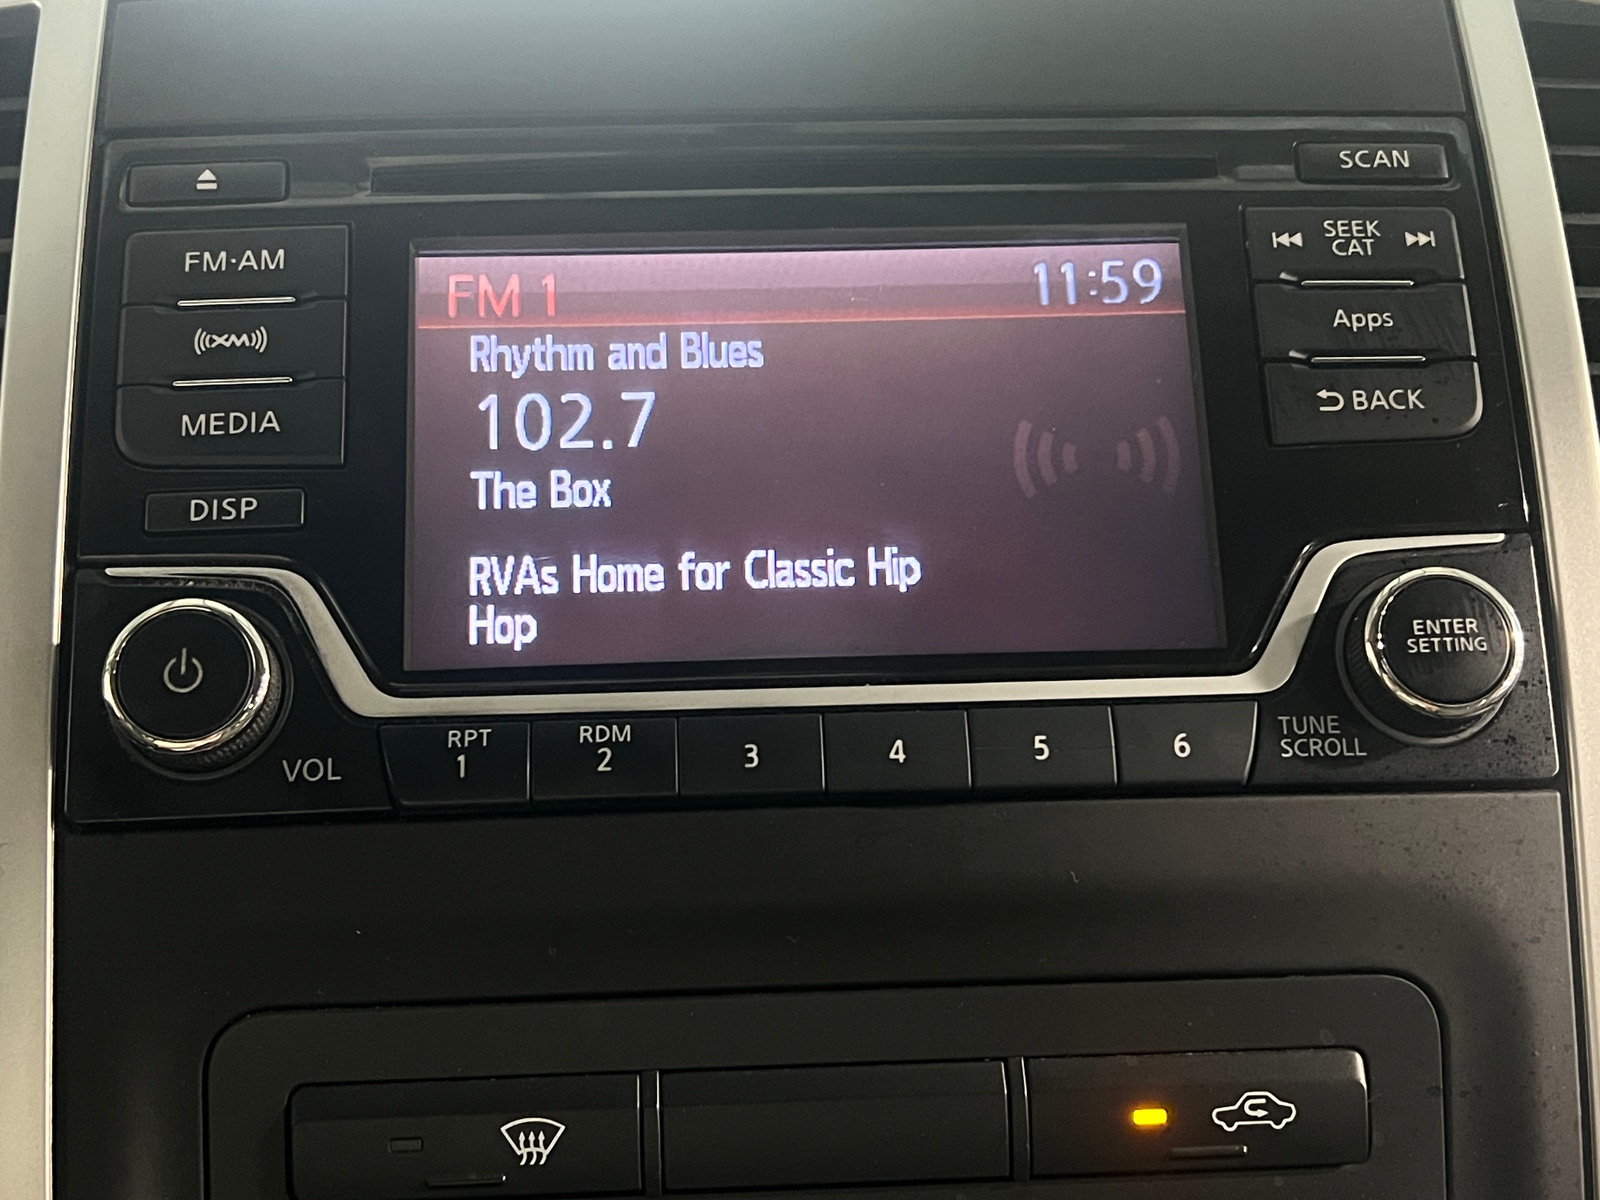 SCAN
FM·AM
SEEK
CAT
XM
Apps
MEDIA
BACK
DISP
FM 1
11:59
Rhythm and Blues
102.7
The Box
RVAs Home for Classic Hip
Hop
ENTER
SETTING
VOL
RPT
1
RDM
2
3
4
5
6
TUNE
SCROLL